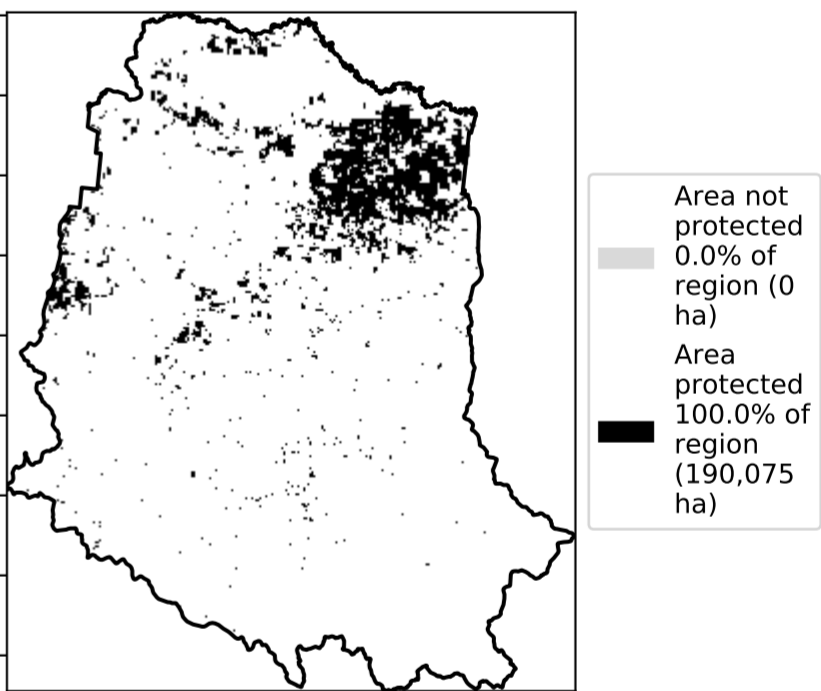 Area not
protected
0.0% of
region (0
ha)
Area
protected
100.0% of
region
(190,075
ha)